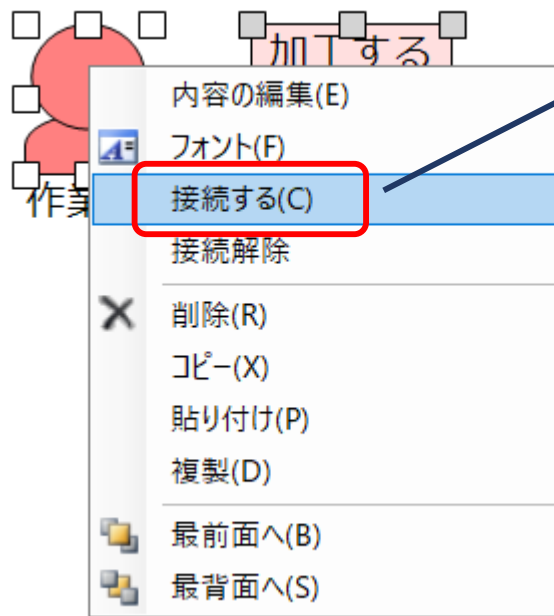 加工する
作業
内容の編集(E)
フォント(F)
接続する(C)
接続解除
削除(R)
コピー(X)
貼り付け(P)
複製(D)
最前面へ(B)
最背面へ(S)